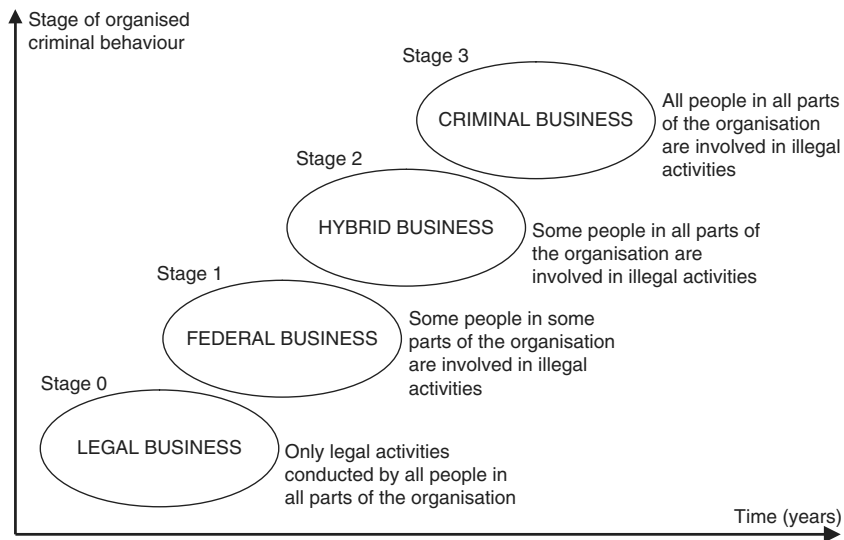 Stage of organised
criminal behaviour
Stage 3
CRIMINAL BUSINESS
All people in all parts
of the organisation
are involved in illegal
activities
Stage 2
HYBRID BUSINESS
Some people in all parts of
the organisation are
involved in illegal activities
Stage 1
FEDERAL BUSINESS
Some people in some
parts of the organisation
are involved in illegal
activities
Stage 0
LEGAL BUSINESS
Only legal activities
conducted by all people in
all parts of the organisation
Time (years)